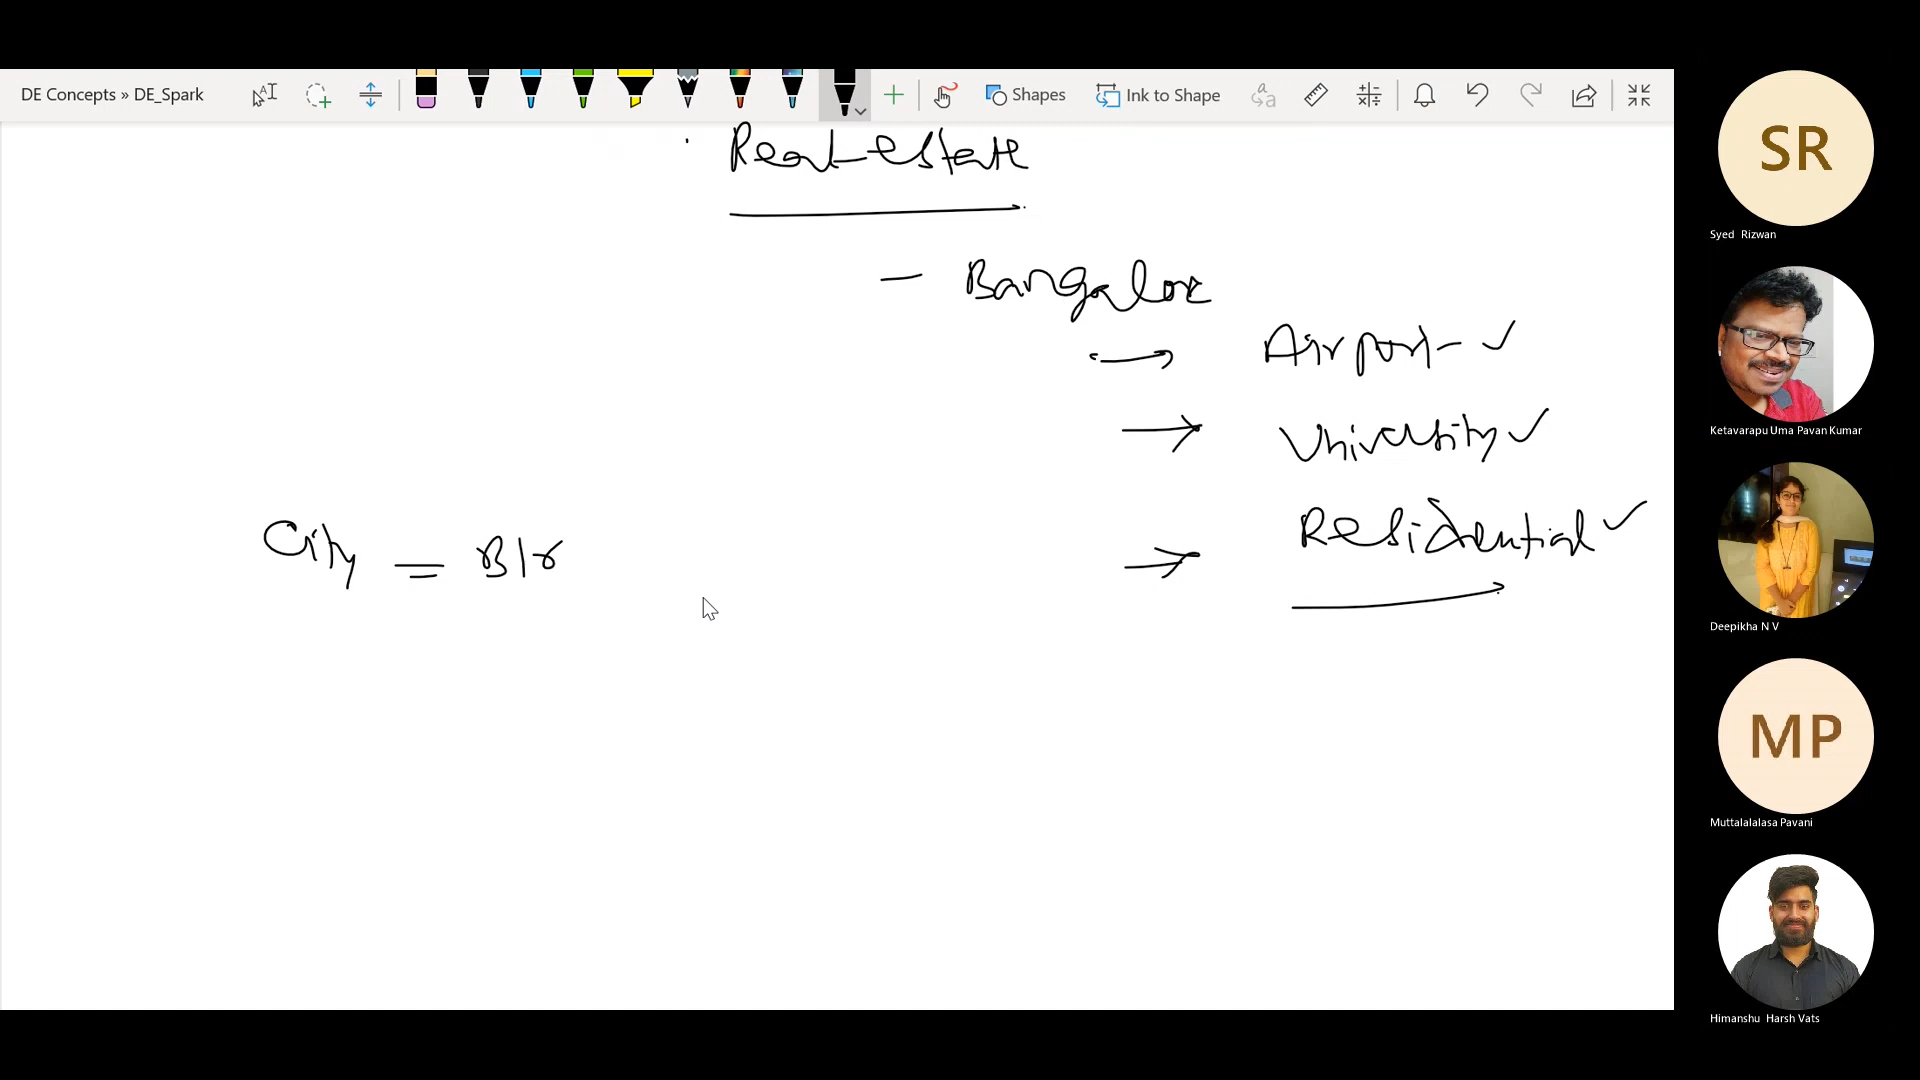 DE Concepts » DE_Spark
Shapes
Ink to Shape
Real-estate
- Bangalore
→ Airport- ✓
→ University ✓
→ Residential ✓
City = Blr
SR
Syed Rizwan
Ketavarapu Uma Pavan Kumar
Deepikha N V
MP
Muttalalalasa Pavani
Himanshu Harsh Vats